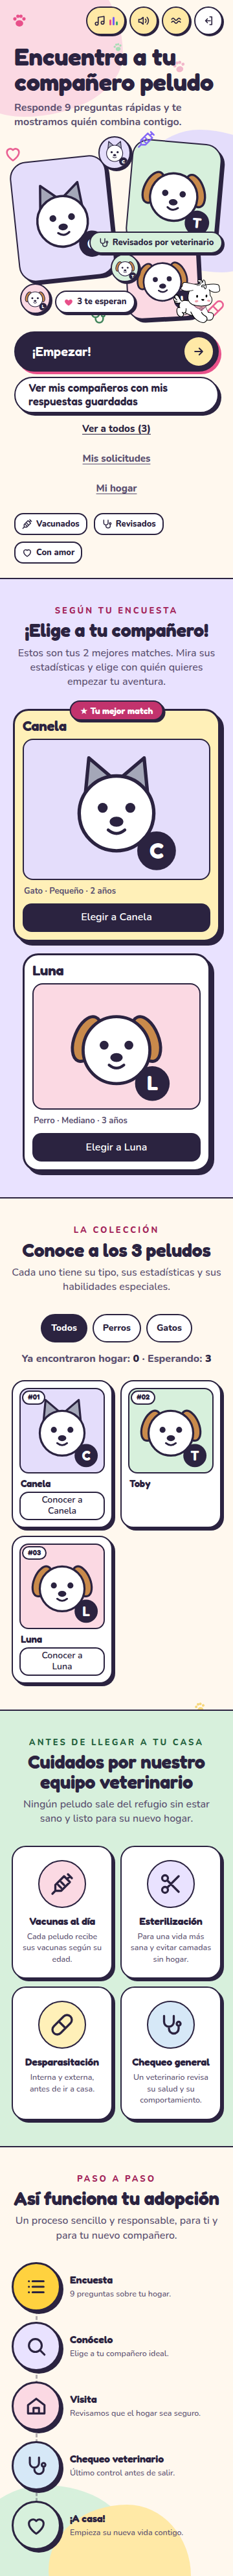 Encuentra a tu
compañero peludo
Responde 9 preguntas rápidas y te
mostramos quién combina contigo.
T
Revisados por veterinario
3 te esperan
¡Empezar!
Ver mis compañeros con mis
respuestas guardadas
Ver a todos (3)
Mis solicitudes
Mi hogar
Vacunados
Revisados
Con amor
SEGÚN TU ENCUESTA
¡Elige a tu compañero!
Estos son tus 2 mejores matches. Mira sus
estadísticas y elige con quién quieres
empezar tu aventura.
★ Tu mejor match
Canela
C
Gato · Pequeño · 2 años
Elegir a Canela
Luna
L
Perro · Mediano · 3 años
Elegir a Luna
LA COLECCIÓN
Conoce a los 3 peludos
Cada uno tiene su tipo, sus estadísticas y sus
habilidades especiales.
Todos
Perros
Gatos
Ya encontraron hogar: 0 · Esperando: 3
#01
C
Canela
Conocer a
Canela
#02
T
Toby
#03
L
Luna
Conocer a
Luna
ANTES DE LLEGAR A TU CASA
Cuidados por nuestro
equipo veterinario
Ningún peludo sale del refugio sin estar
sano y listo para su nuevo hogar.
Vacunas al día
Cada peludo recibe
sus vacunas según su
edad.
Esterilización
Para una vida más
sana y evitar camadas
sin hogar.
Desparasitación
Interna y externa,
antes de ir a casa.
Chequeo general
Un veterinario revisa
su salud y su
comportamiento.
PASO A PASO
Así funciona tu adopción
Un proceso sencillo y responsable, para ti y
para tu nuevo compañero.
Encuesta
9 preguntas sobre tu hogar.
Conócelo
Elige a tu compañero ideal.
Visita
Revisamos que el hogar sea seguro.
Chequeo veterinario
Último control antes de salir.
¡A casa!
Empieza su nueva vida contigo.